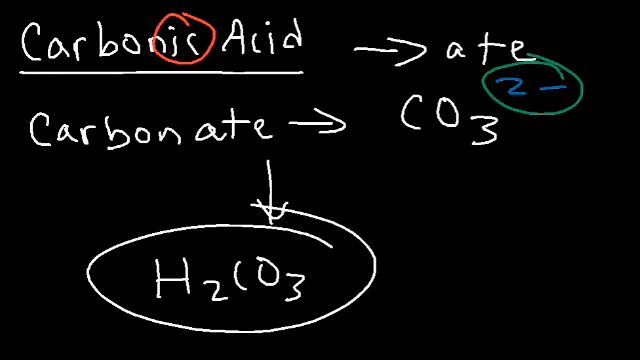 Carbonic Acid → ate
Carbonate → CO3 2-
↓
H2CO3